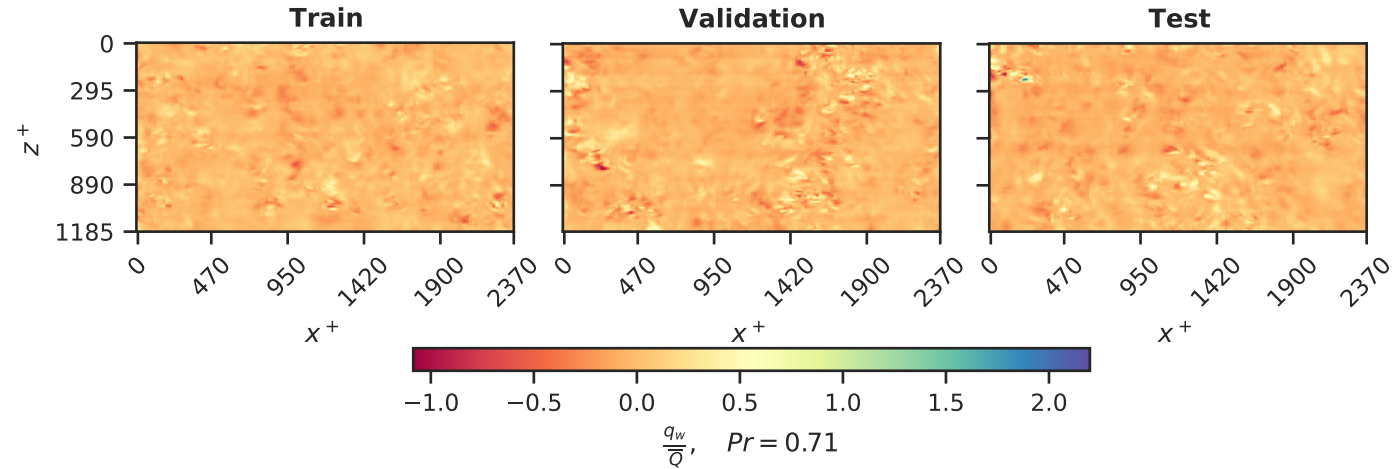 Train Validation Test
0
295
590
890
1185
z⁺
0 470 950 1420 1900 2370 0 470 950 1420 1900 2370 0 470 950 1420 1900 2370
x⁺ x⁺ x⁺
−1.0 −0.5 0.0 0.5 1.0 1.5 2.0
q_w/Q̅, Pr = 0.71